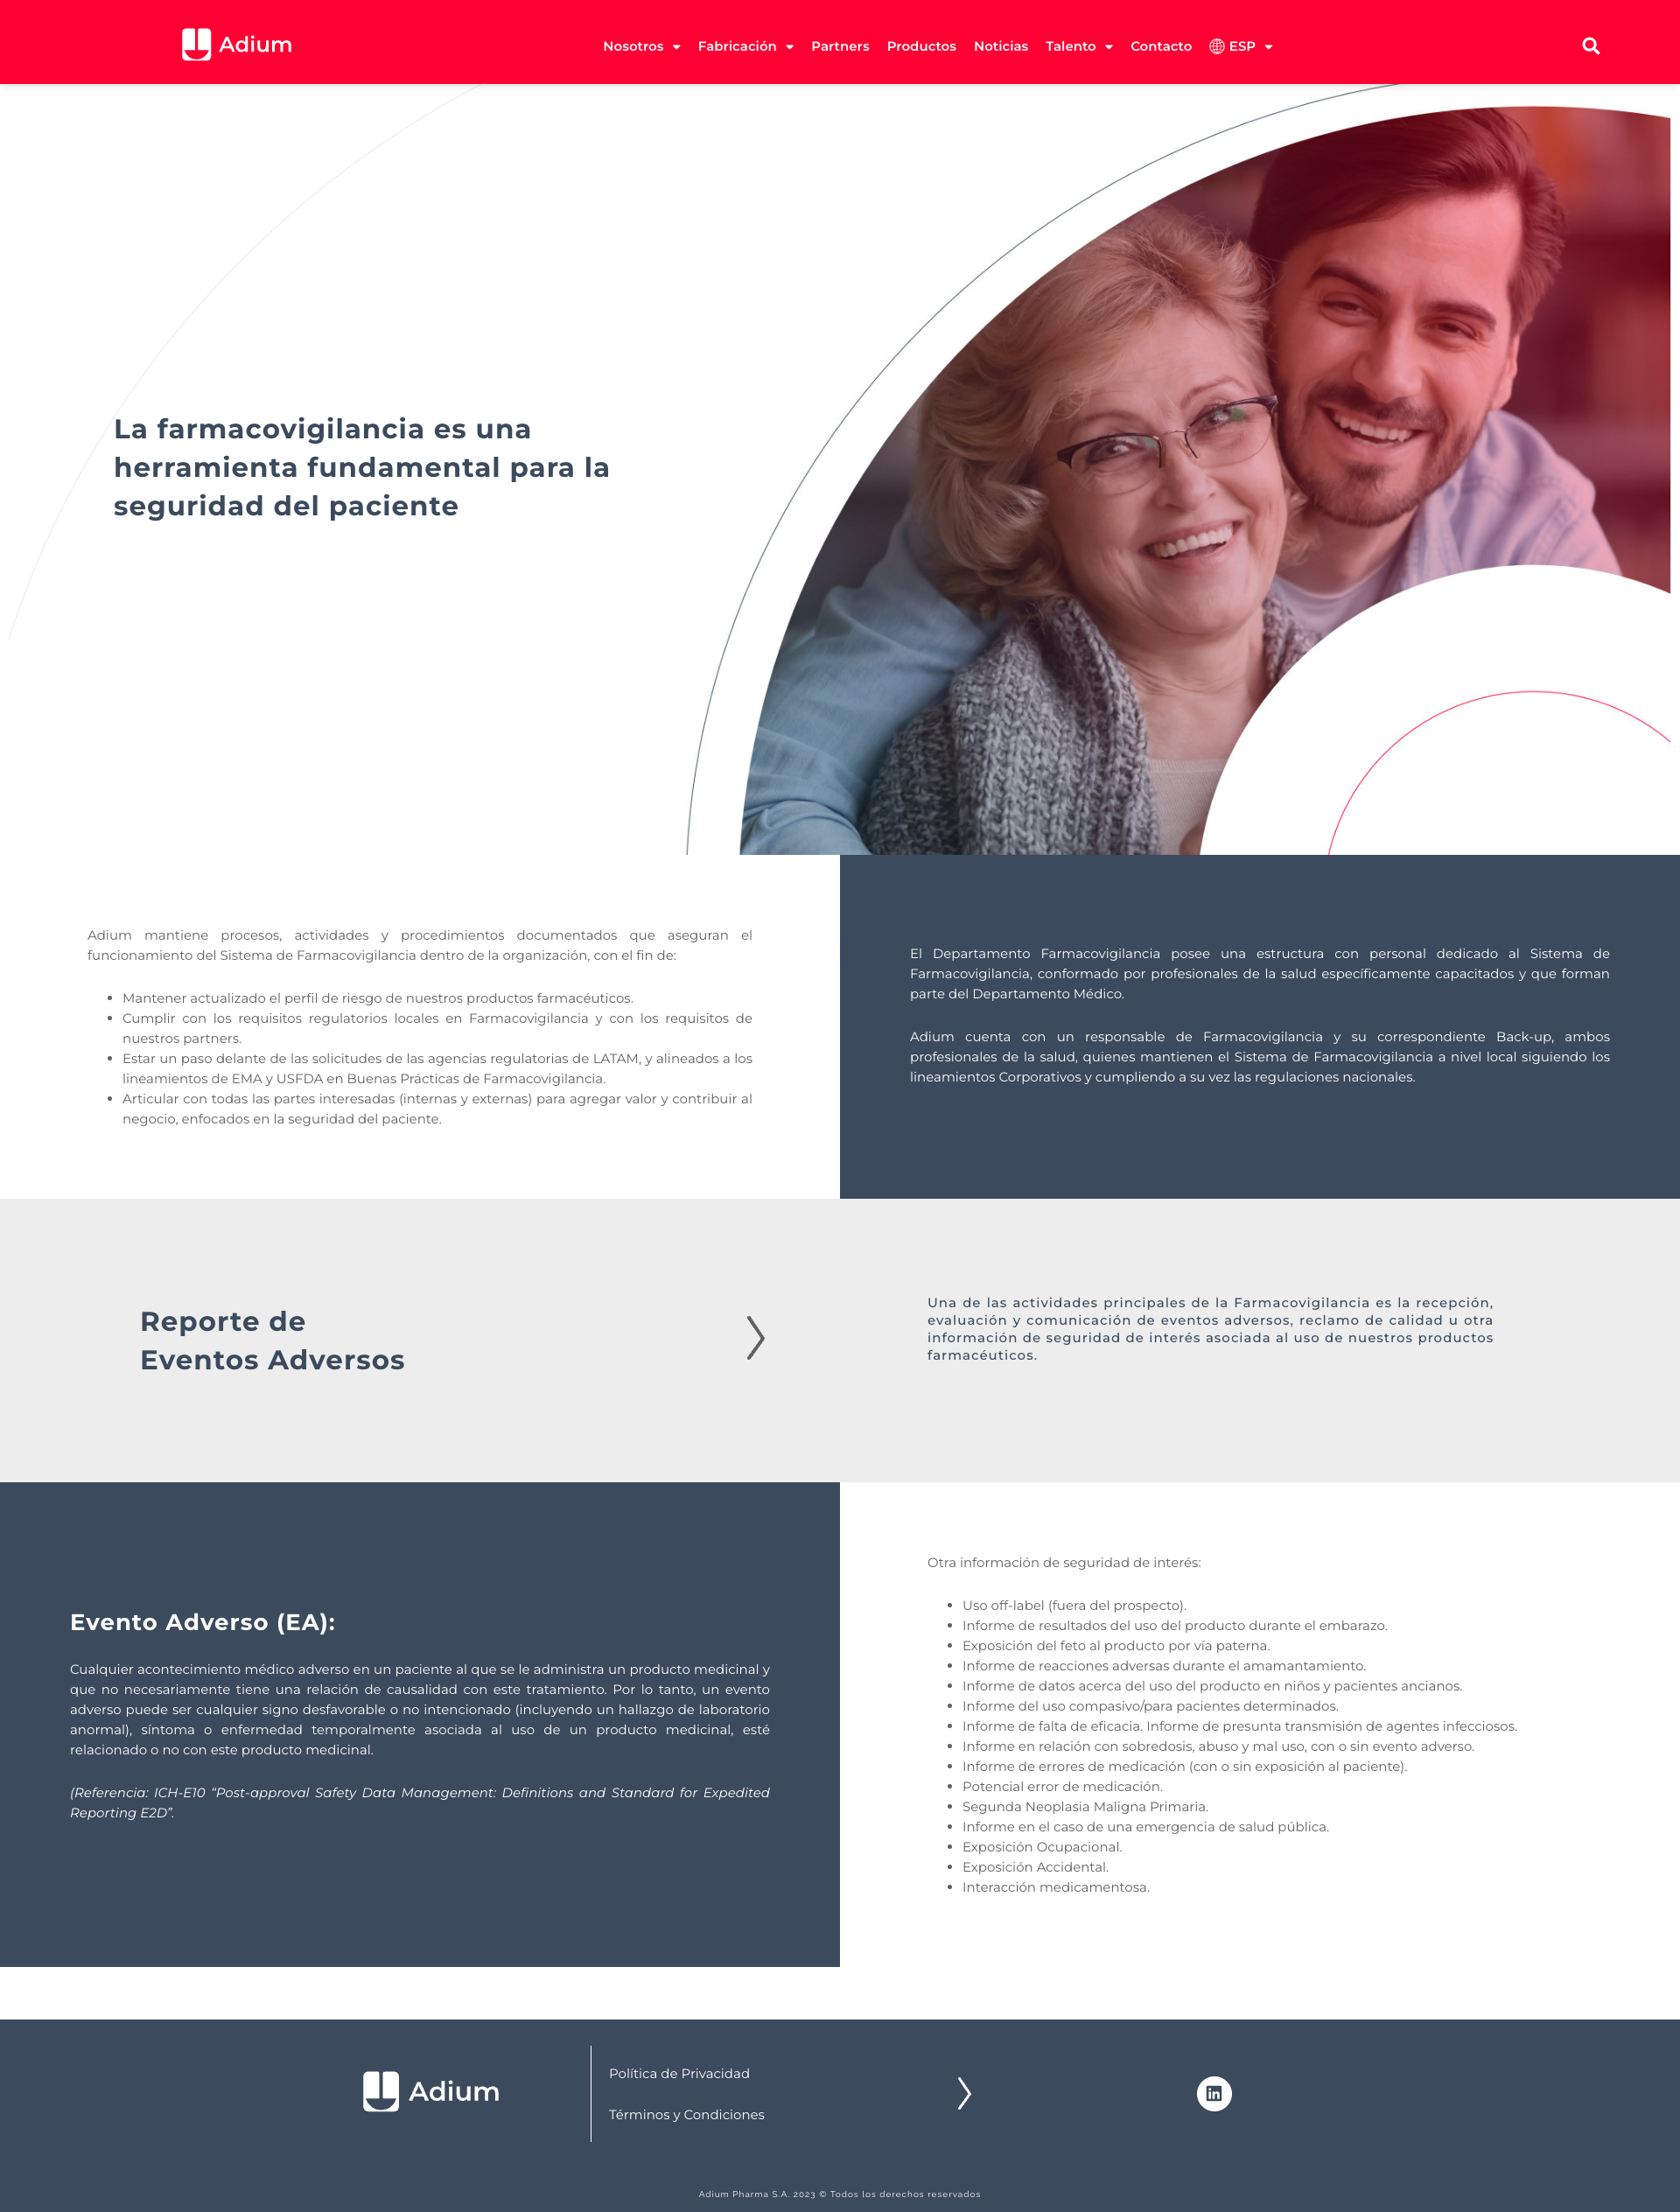 Adium
Nosotros
Fabricación
Partners
Productos
Noticias
Talento
Contacto
ESP
La farmacovigilancia es una
herramienta fundamental para la
seguridad del paciente
Adium mantiene procesos, actividades y procedimientos documentados que aseguran el
funcionamiento del Sistema de Farmacovigilancia dentro de la organización, con el fin de:
• Mantener actualizado el perfil de riesgo de nuestros productos farmacéuticos.
• Cumplir con los requisitos regulatorios locales en Farmacovigilancia y con los requisitos de
nuestros partners.
• Estar un paso delante de las solicitudes de las agencias regulatorias de LATAM, y alineados a los
lineamientos de EMA y USFDA en Buenas Prácticas de Farmacovigilancia.
• Articular con todas las partes interesadas (internas y externas) para agregar valor y contribuir al
negocio, enfocados en la seguridad del paciente.
El Departamento Farmacovigilancia posee una estructura con personal dedicado al Sistema de
Farmacovigilancia, conformado por profesionales de la salud específicamente capacitados y que forman
parte del Departamento Médico.
Adium cuenta con un responsable de Farmacovigilancia y su correspondiente Back-up, ambos
profesionales de la salud, quienes mantienen el Sistema de Farmacovigilancia a nivel local siguiendo los
lineamientos Corporativos y cumpliendo a su vez las regulaciones nacionales.
Reporte de
Eventos Adversos
Una de las actividades principales de la Farmacovigilancia es la recepción,
evaluación y comunicación de eventos adversos, reclamo de calidad u otra
información de seguridad de interés asociada al uso de nuestros productos
farmacéuticos.
Evento Adverso (EA):
Cualquier acontecimiento médico adverso en un paciente al que se le administra un producto medicinal y
que no necesariamente tiene una relación de causalidad con este tratamiento. Por lo tanto, un evento
adverso puede ser cualquier signo desfavorable o no intencionado (incluyendo un hallazgo de laboratorio
anormal), síntoma o enfermedad temporalmente asociada al uso de un producto medicinal, esté
relacionado o no con este producto medicinal.
(Referencia: ICH-E10 “Post-approval Safety Data Management: Definitions and Standard for Expedited
Reporting E2D”.
Otra información de seguridad de interés:
• Uso off-label (fuera del prospecto).
• Informe de resultados del uso del producto durante el embarazo.
• Exposición del feto al producto por vía paterna.
• Informe de reacciones adversas durante el amamantamiento.
• Informe de datos acerca del uso del producto en niños y pacientes ancianos.
• Informe del uso compasivo/para pacientes determinados.
• Informe de falta de eficacia. Informe de presunta transmisión de agentes infecciosos.
• Informe en relación con sobredosis, abuso y mal uso, con o sin evento adverso.
• Informe de errores de medicación (con o sin exposición al paciente).
• Potencial error de medicación.
• Segunda Neoplasia Maligna Primaria.
• Informe en el caso de una emergencia de salud pública.
• Exposición Ocupacional.
• Exposición Accidental.
• Interacción medicamentosa.
Adium
Política de Privacidad
Términos y Condiciones
Adium Pharma S.A. 2023 © Todos los derechos reservados